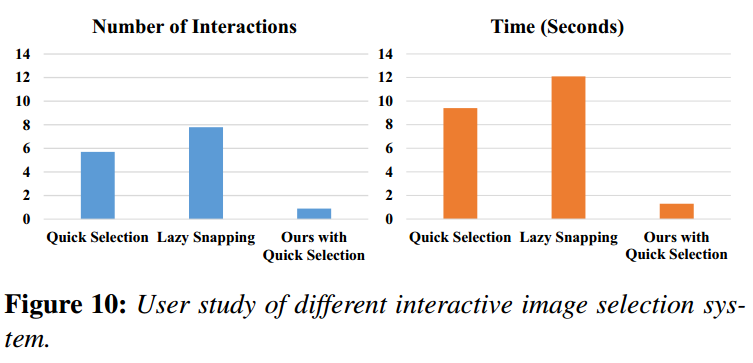 Number of Interactions
14
12
10
8
6
4
2
0
Quick Selection Lazy Snapping Ours with
Quick Selection
Time (Seconds)
14
12
10
8
6
4
2
0
Quick Selection Lazy Snapping Ours with
Quick Selection
Figure 10: User study of different interactive image selection sys-
tem.